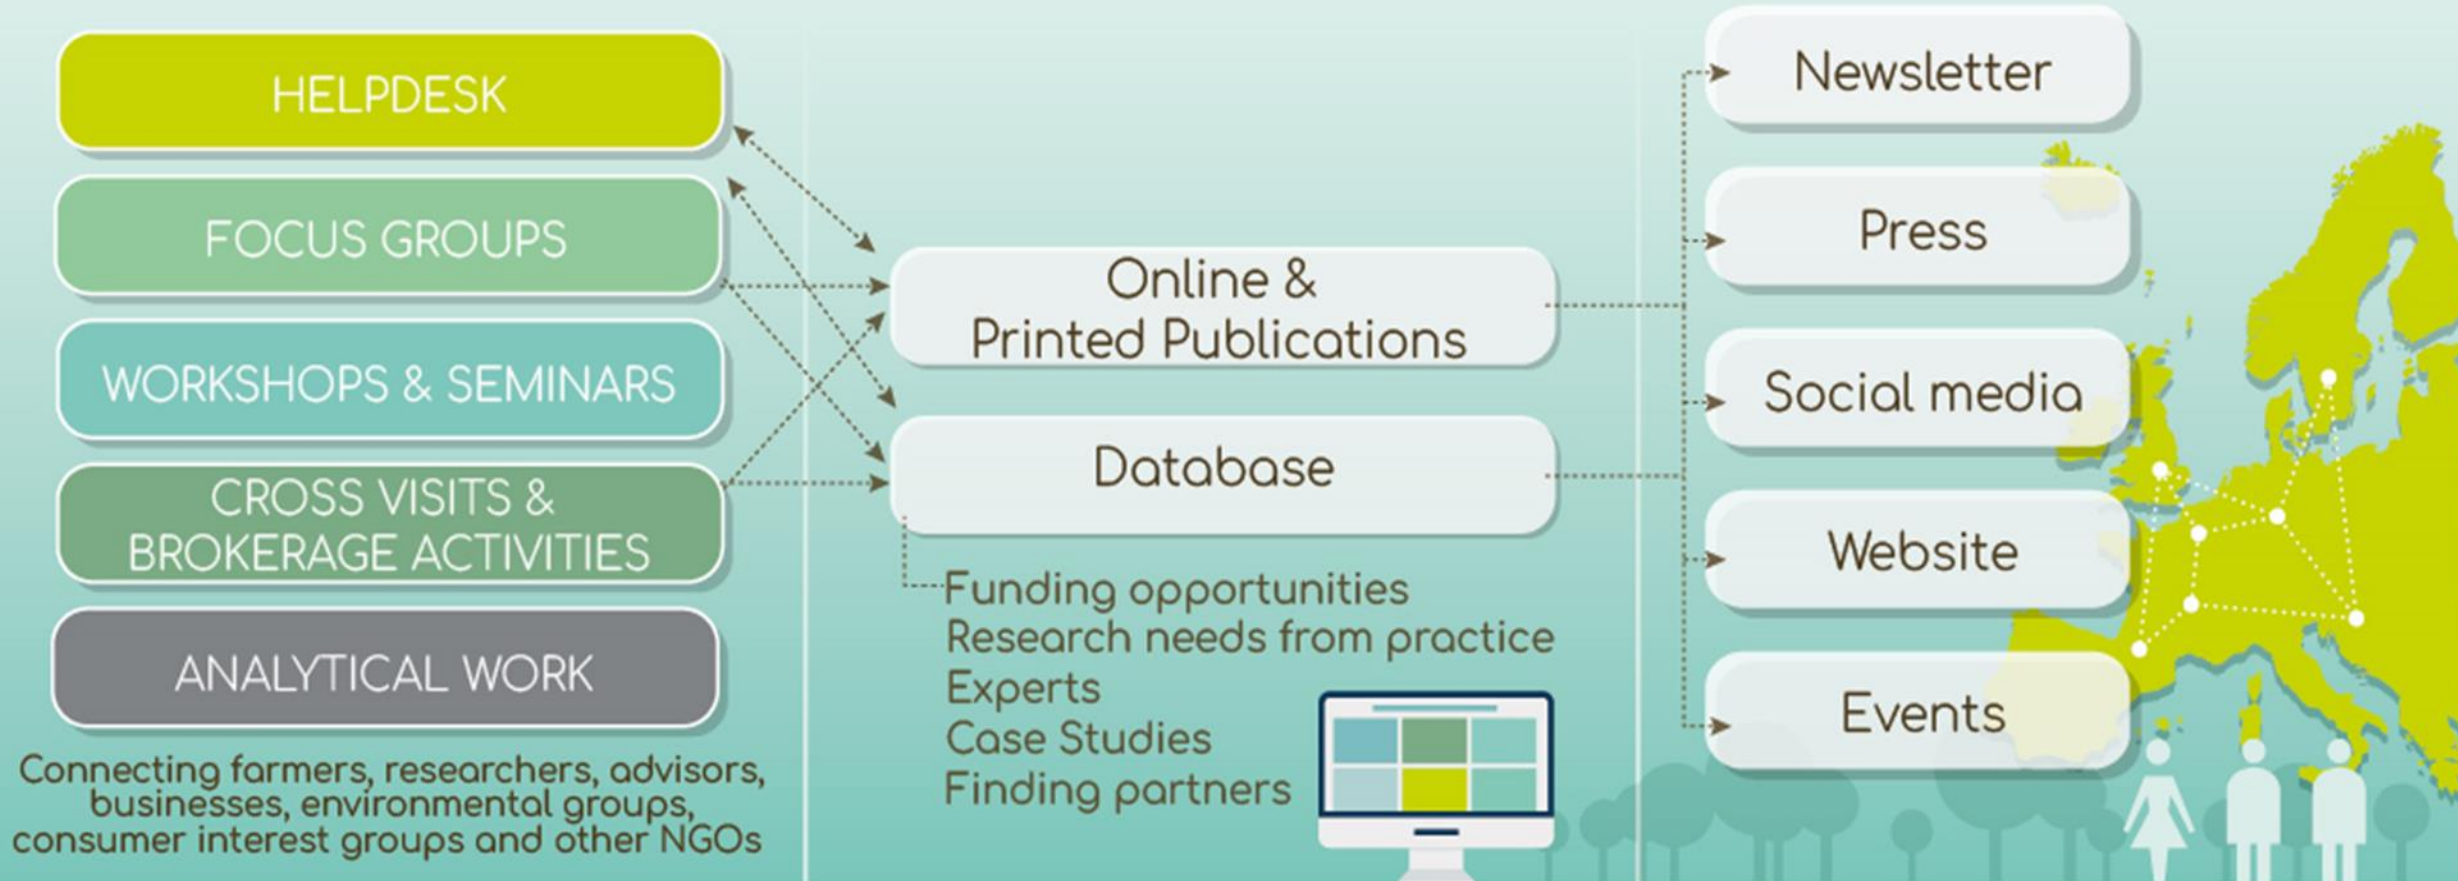 HELPDESK
FOCUS GROUPS
WORKSHOPS & SEMINARS
CROSS VISITS &
BROKERAGE ACTIVITIES
ANALYTICAL WORK
Connecting farmers, researchers, advisors,
businesses, environmental groups,
consumer interest groups and other NGOs
Online &
Printed Publications
Database
Funding opportunities
Research needs from practice
Experts
Case Studies
Finding partners
Newsletter
Press
Social media
Website
Events